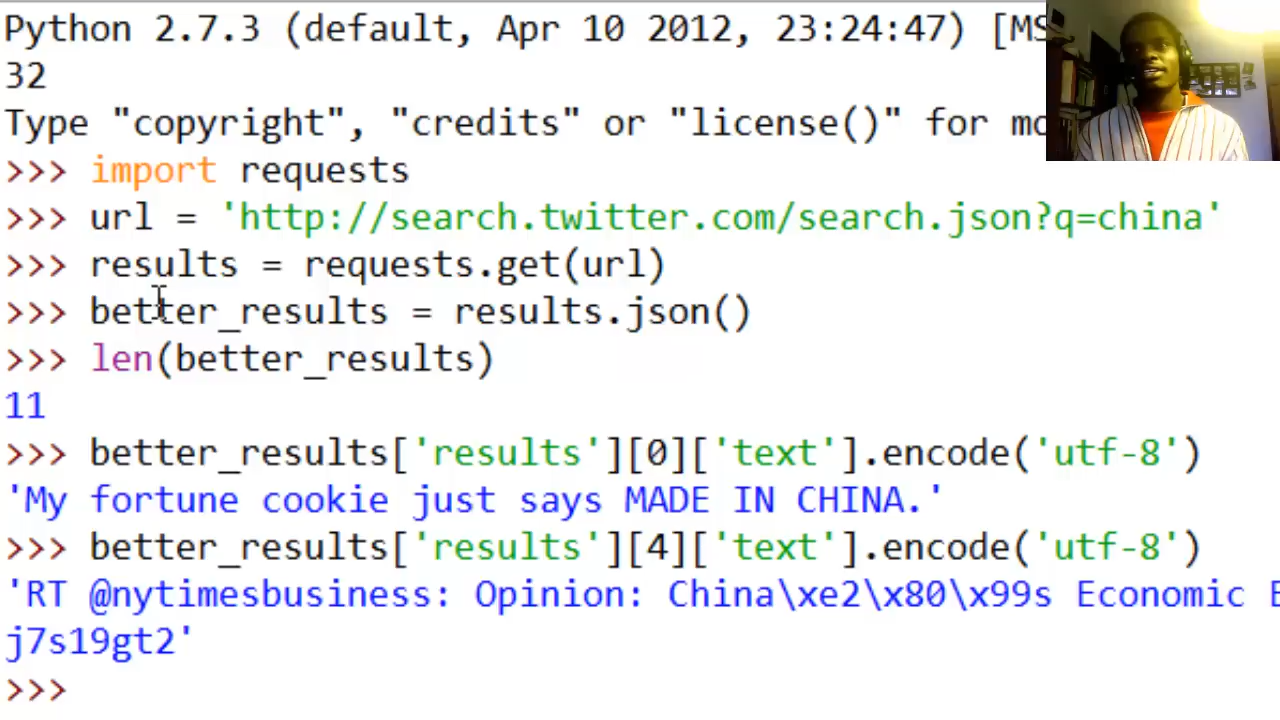 Python 2.7.3 (default, Apr 10 2012, 23:24:47) [MS
32
Type "copyright", "credits" or "license()" for mo
>>> import requests
>>> url = 'http://search.twitter.com/search.json?q=china'
>>> results = requests.get(url)
>>> better_results = results.json()
>>> len(better_results)
11
>>> better_results['results'][0]['text'].encode('utf-8')
'My fortune cookie just says MADE IN CHINA.'
>>> better_results['results'][4]['text'].encode('utf-8')
'RT @nytimesbusiness: Opinion: China\xe2\x80\x99s Economic E
j7s19gt2'
>>>